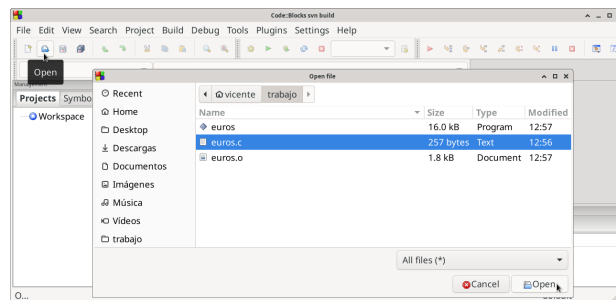 Code::Blocks svn build
File Edit View Search Project Build Debug Tools Plugins Settings Help
Open
Management
Projects Symbo
Workspace
Open file
Recent
Home
Desktop
Descargas
Documentos
Imágenes
Música
Vídeos
trabajo
vicente trabajo
Name Size Type Modified
euros 16.0 kB Program 12:57
euros.c 257 bytes Text 12:56
euros.o 1.8 kB Document 12:57
All files (*)
Cancel Open
O... default